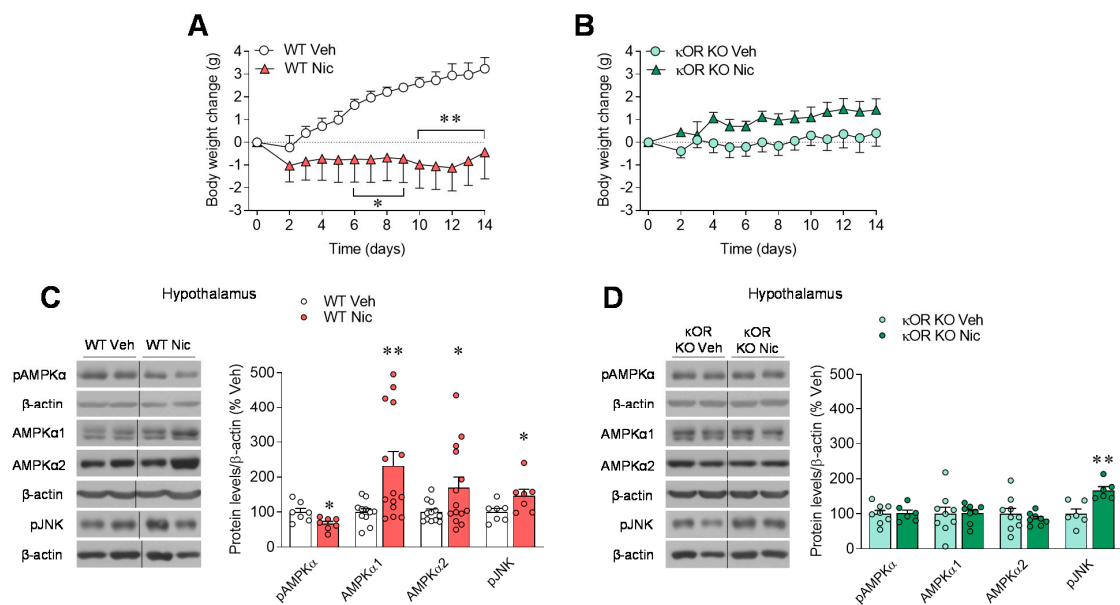 A
WT Veh
WT Nic
Body weight change (g)
4
3
2
1
0
-1
-2
-3
**
*
0 2 4 6 8 10 12 14
Time (days)
B
κOR KO Veh
κOR KO Nic
Body weight change (g)
4
3
2
1
0
-1
-2
-3
0 2 4 6 8 10 12 14
Time (days)
C
Hypothalamus
WT Veh
WT Nic
WT Veh WT Nic
pAMPKα
β-actin
AMPKα1
AMPKα2
β-actin
pJNK
β-actin
Protein levels/β-actin (% Veh)
500
400
300
200
100
0
*
**
*
*
pAMPKα
AMPKα1
AMPKα2
pJNK
D
Hypothalamus
κOR KO Veh
κOR KO Nic
κOR κOR
KO Veh KO Nic
pAMPKα
β-actin
AMPKα1
AMPKα2
β-actin
pJNK
β-actin
Protein levels/β-actin (% Veh)
500
400
300
200
100
0
**
pAMPKα
AMPKα1
AMPKα2
pJNK